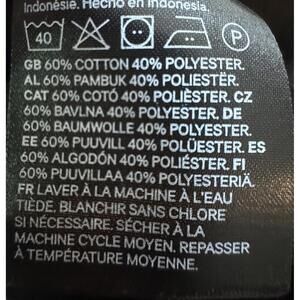 Indonésie. Hecho en Indonesia.
40 P
GB 60% COTTON 40% POLYESTER.
AL 60% PAMBUK 40% POLIESTËR.
CAT 60% COTÓ 40% POLIÈSTER. CZ
60% BAVLNA 40% POLYESTER. DE
60% BAUMWOLLE 40% POLYESTER.
EE 60% PUUVILL 40% POLÜESTER. ES
60% ALGODÓN 40% POLIÉSTER. FI
60% PUUVILLAA 40% POLYESTERIÄ.
FR LAVER À LA MACHINE À L'EAU
TIÈDE. BLANCHIR SANS CHLORE
SI NÉCESSAIRE. SÉCHER À LA
MACHINE CYCLE MOYEN. REPASSER
À TEMPÉRATURE MOYENNE.